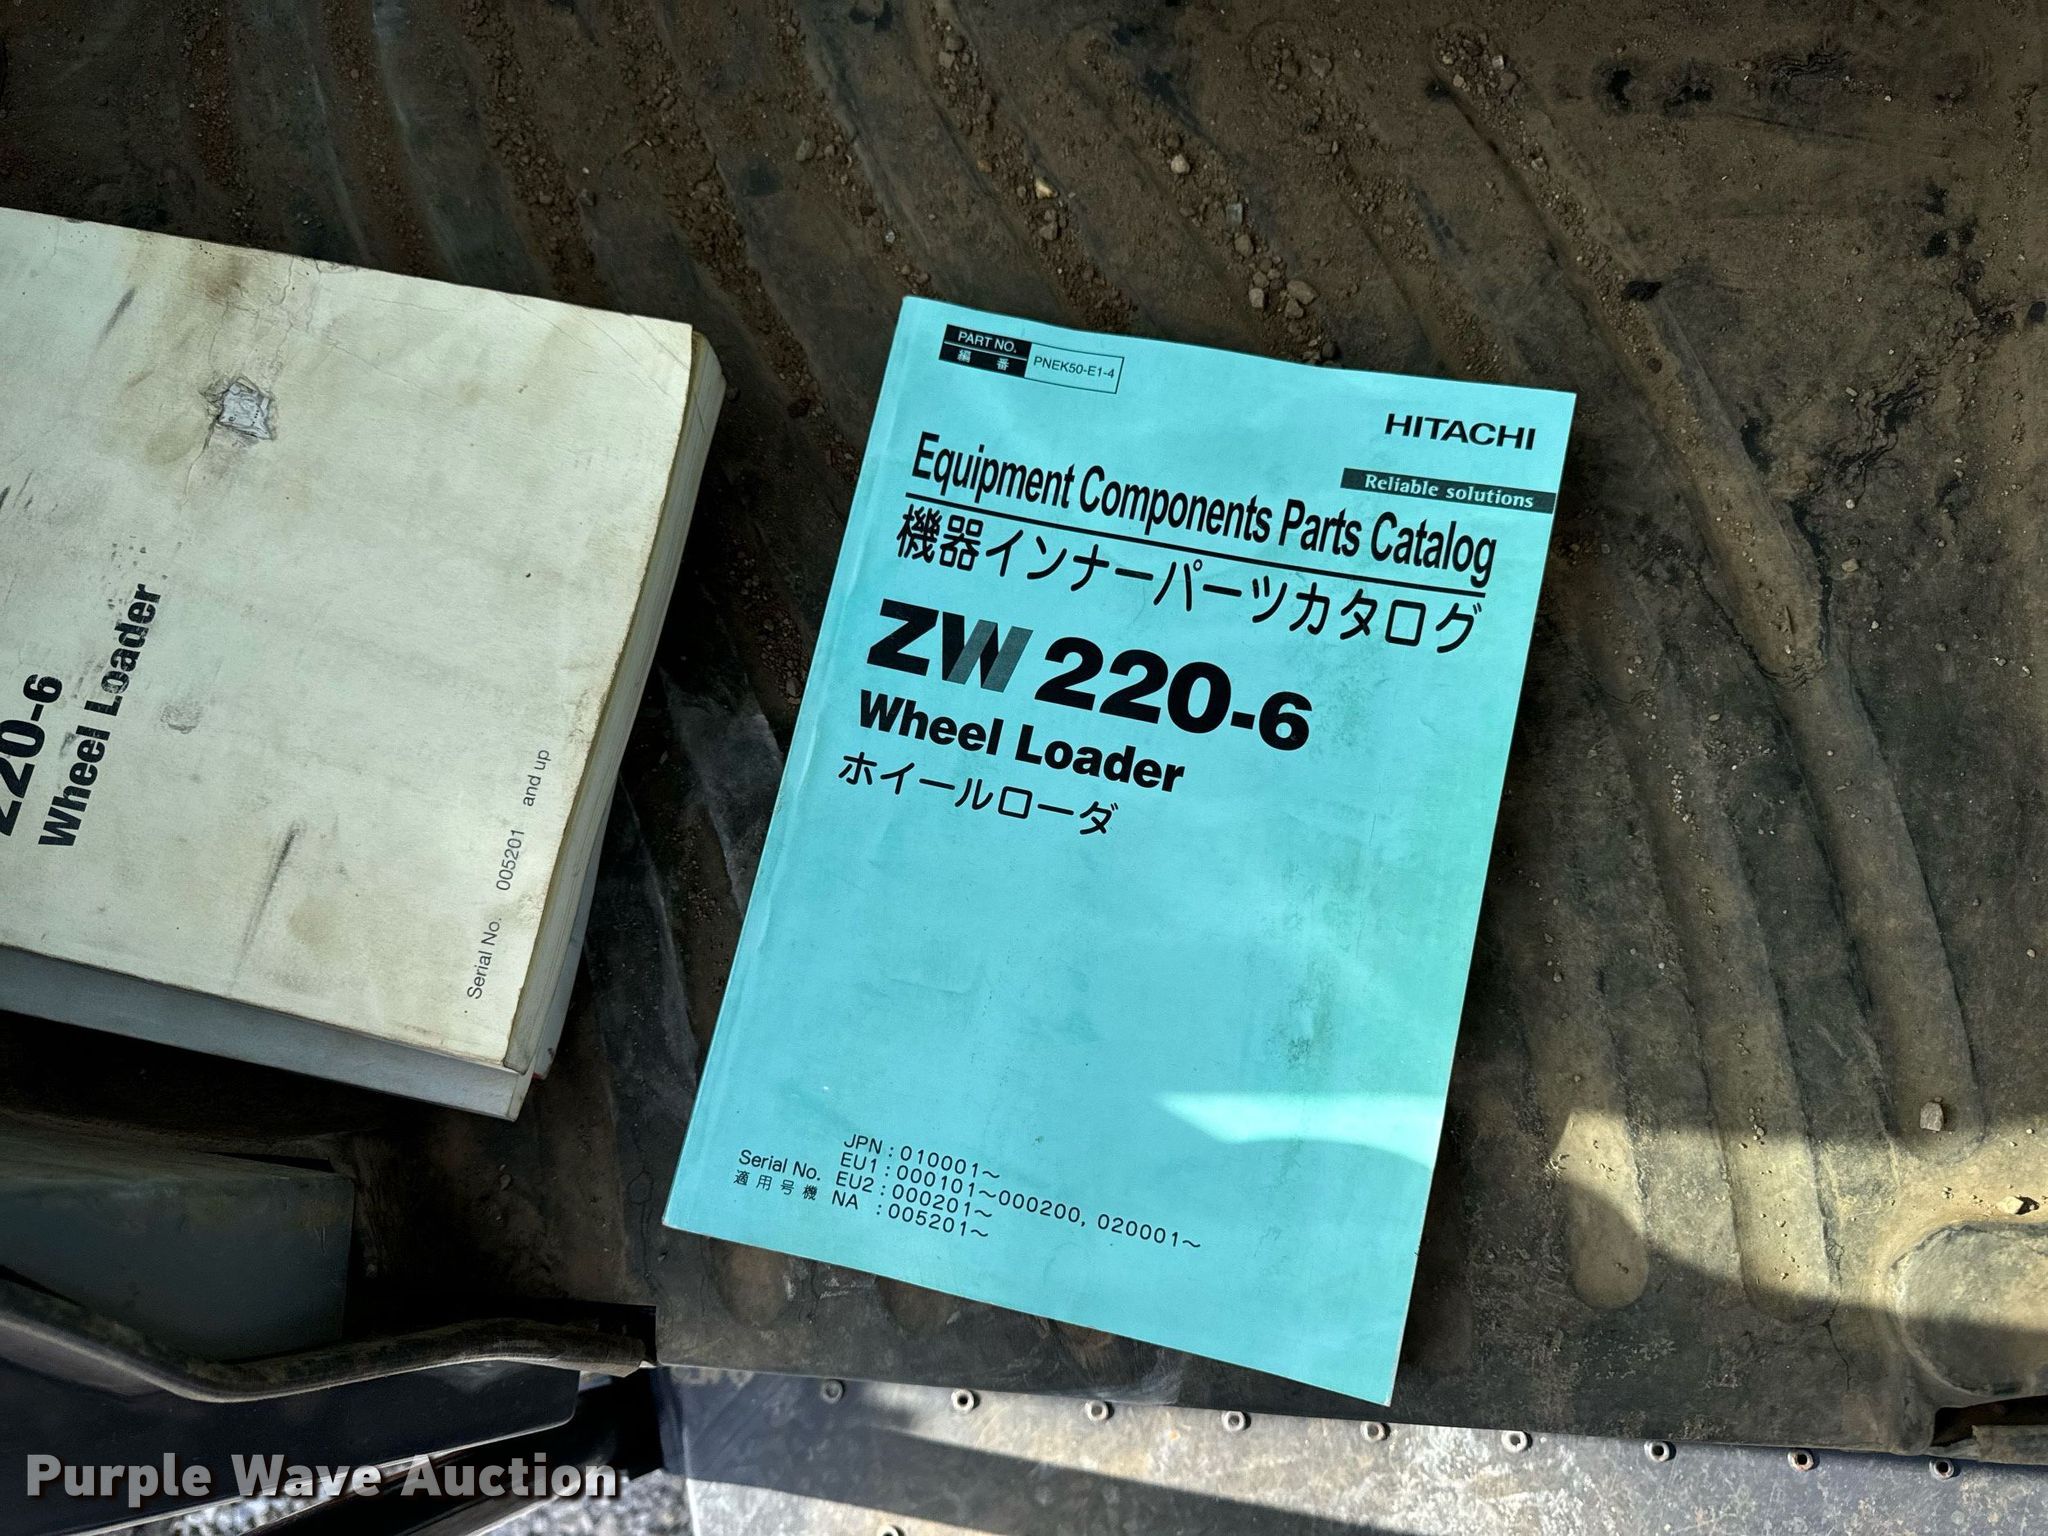 220-6
Wheel Loader
Serial No. 005201 and up
PART NO.
編番
PNEK50-E1-4
HITACHI
Reliable solutions
Equipment Components Parts Catalog
機器インナーパーツカタログ
ZW 220-6
Wheel Loader
ホイールローダ
Serial No.
適用号機
JPN : 010001～
EU1 : 000101～000200, 020001～
EU2 : 000201～
NA : 005201～
Purple Wave Auction